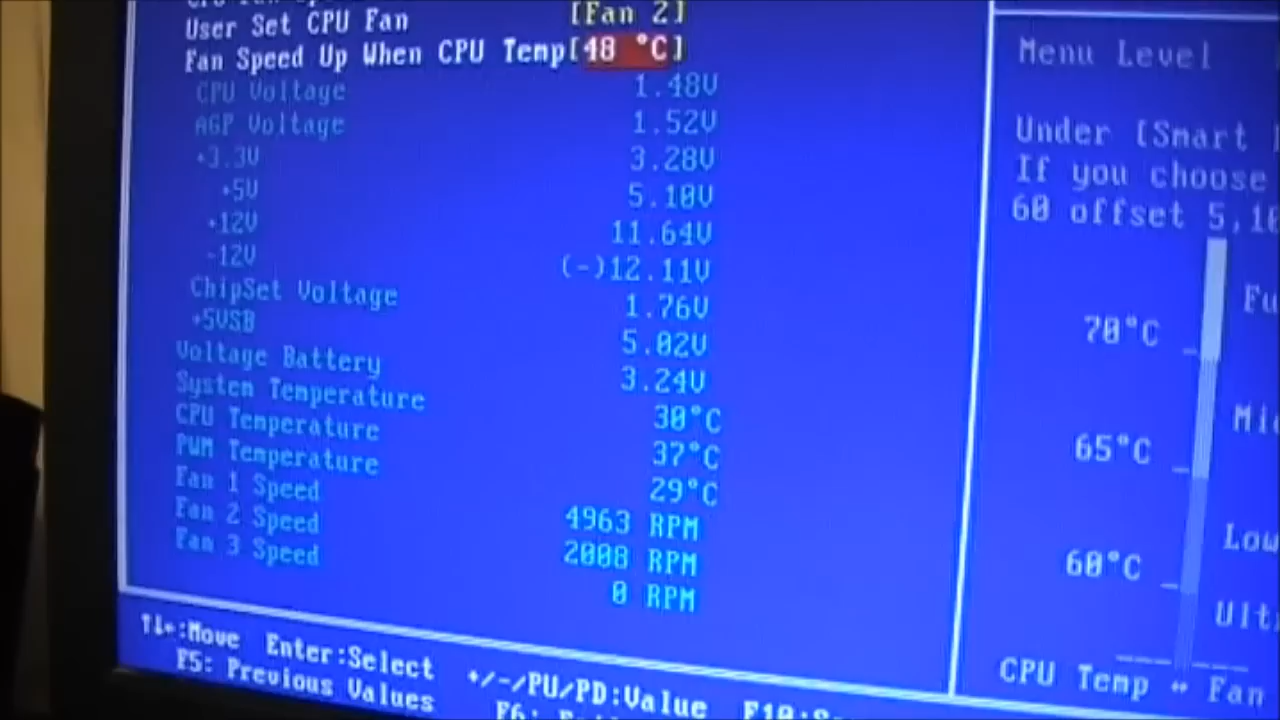 User Set CPU Fan [Fan 2]
Fan Speed Up When CPU Temp[48 °C]
CPU Voltage 1.48V
AGP Voltage 1.52V
+3.3V 3.28V
+5V 5.10V
+12V 11.64V
-12V (-)12.11V
ChipSet Voltage 1.76V
+5VSB 5.02V
Voltage Battery 3.24V
System Temperature 30°C
CPU Temperature 37°C
PWM Temperature 29°C
Fan 1 Speed 4963 RPM
Fan 2 Speed 2008 RPM
Fan 3 Speed 0 RPM
Menu Level
Under [Smart
If you choose
60 offset 5,10
70°C
65°C
60°C
CPU Temp ↔ Fan
↑↓←:Move Enter:Select +/-/PU/PD:Value F10:
F5: Previous Values F6: